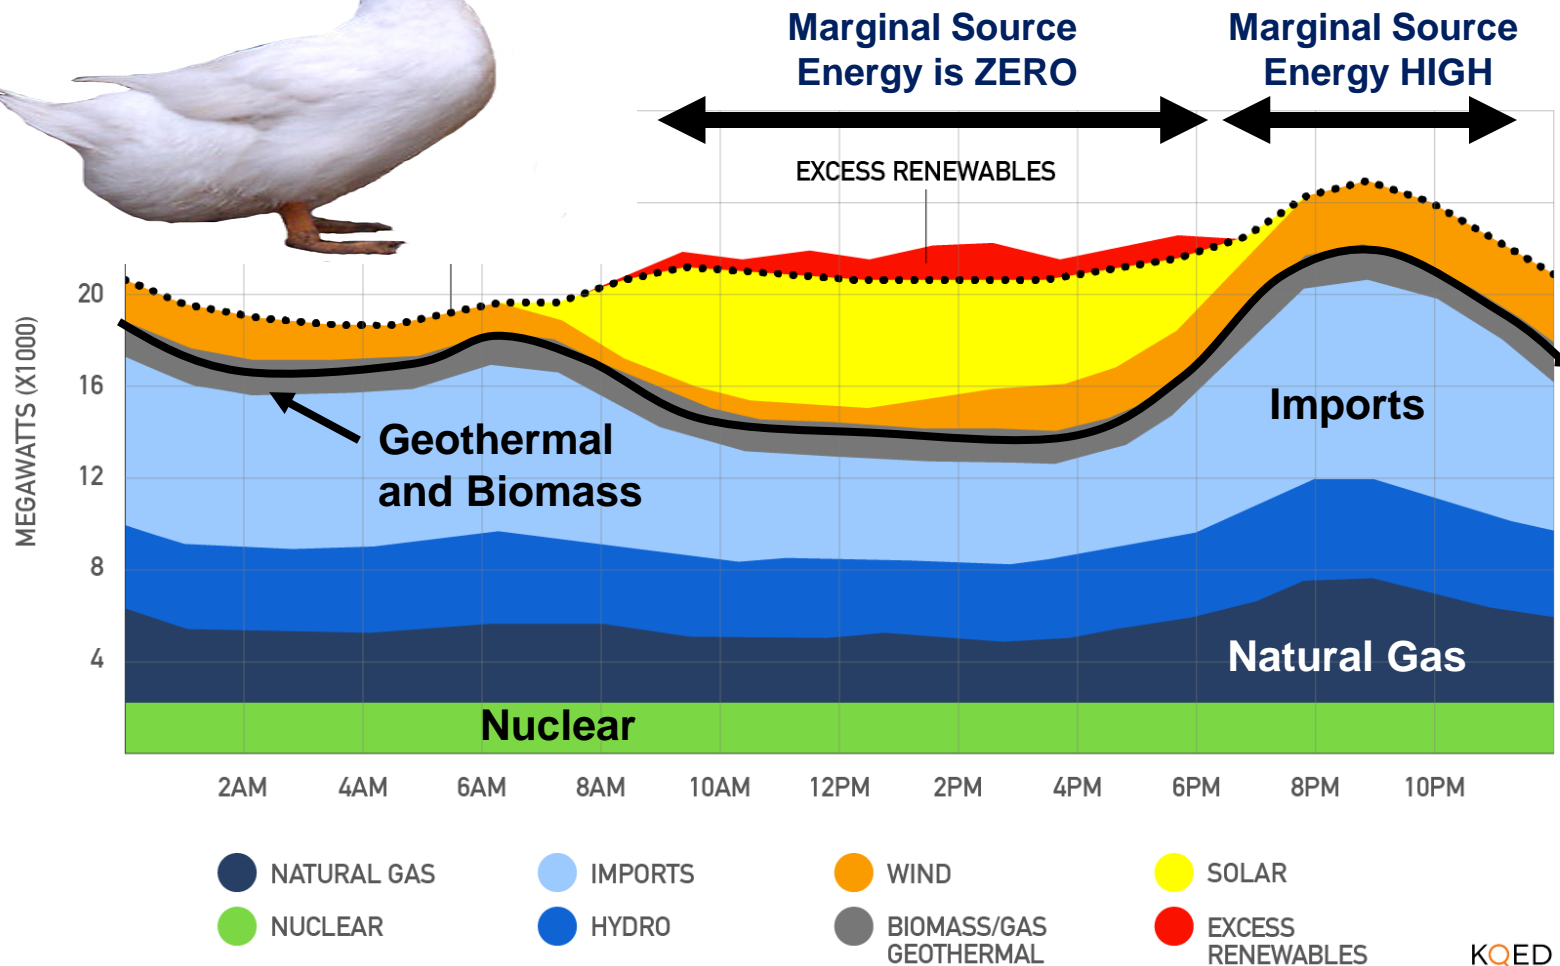 Marginal Source
Energy is ZERO
Marginal Source
Energy HIGH
EXCESS RENEWABLES
MEGAWATTS (X1000)
20
16
12
8
4
Geothermal
and Biomass
Imports
Natural Gas
Nuclear
2AM 4AM 6AM 8AM 10AM 12PM 2PM 4PM 6PM 8PM 10PM
NATURAL GAS
IMPORTS
WIND
SOLAR
NUCLEAR
HYDRO
BIOMASS/GAS
GEOTHERMAL
EXCESS
RENEWABLES
KQED